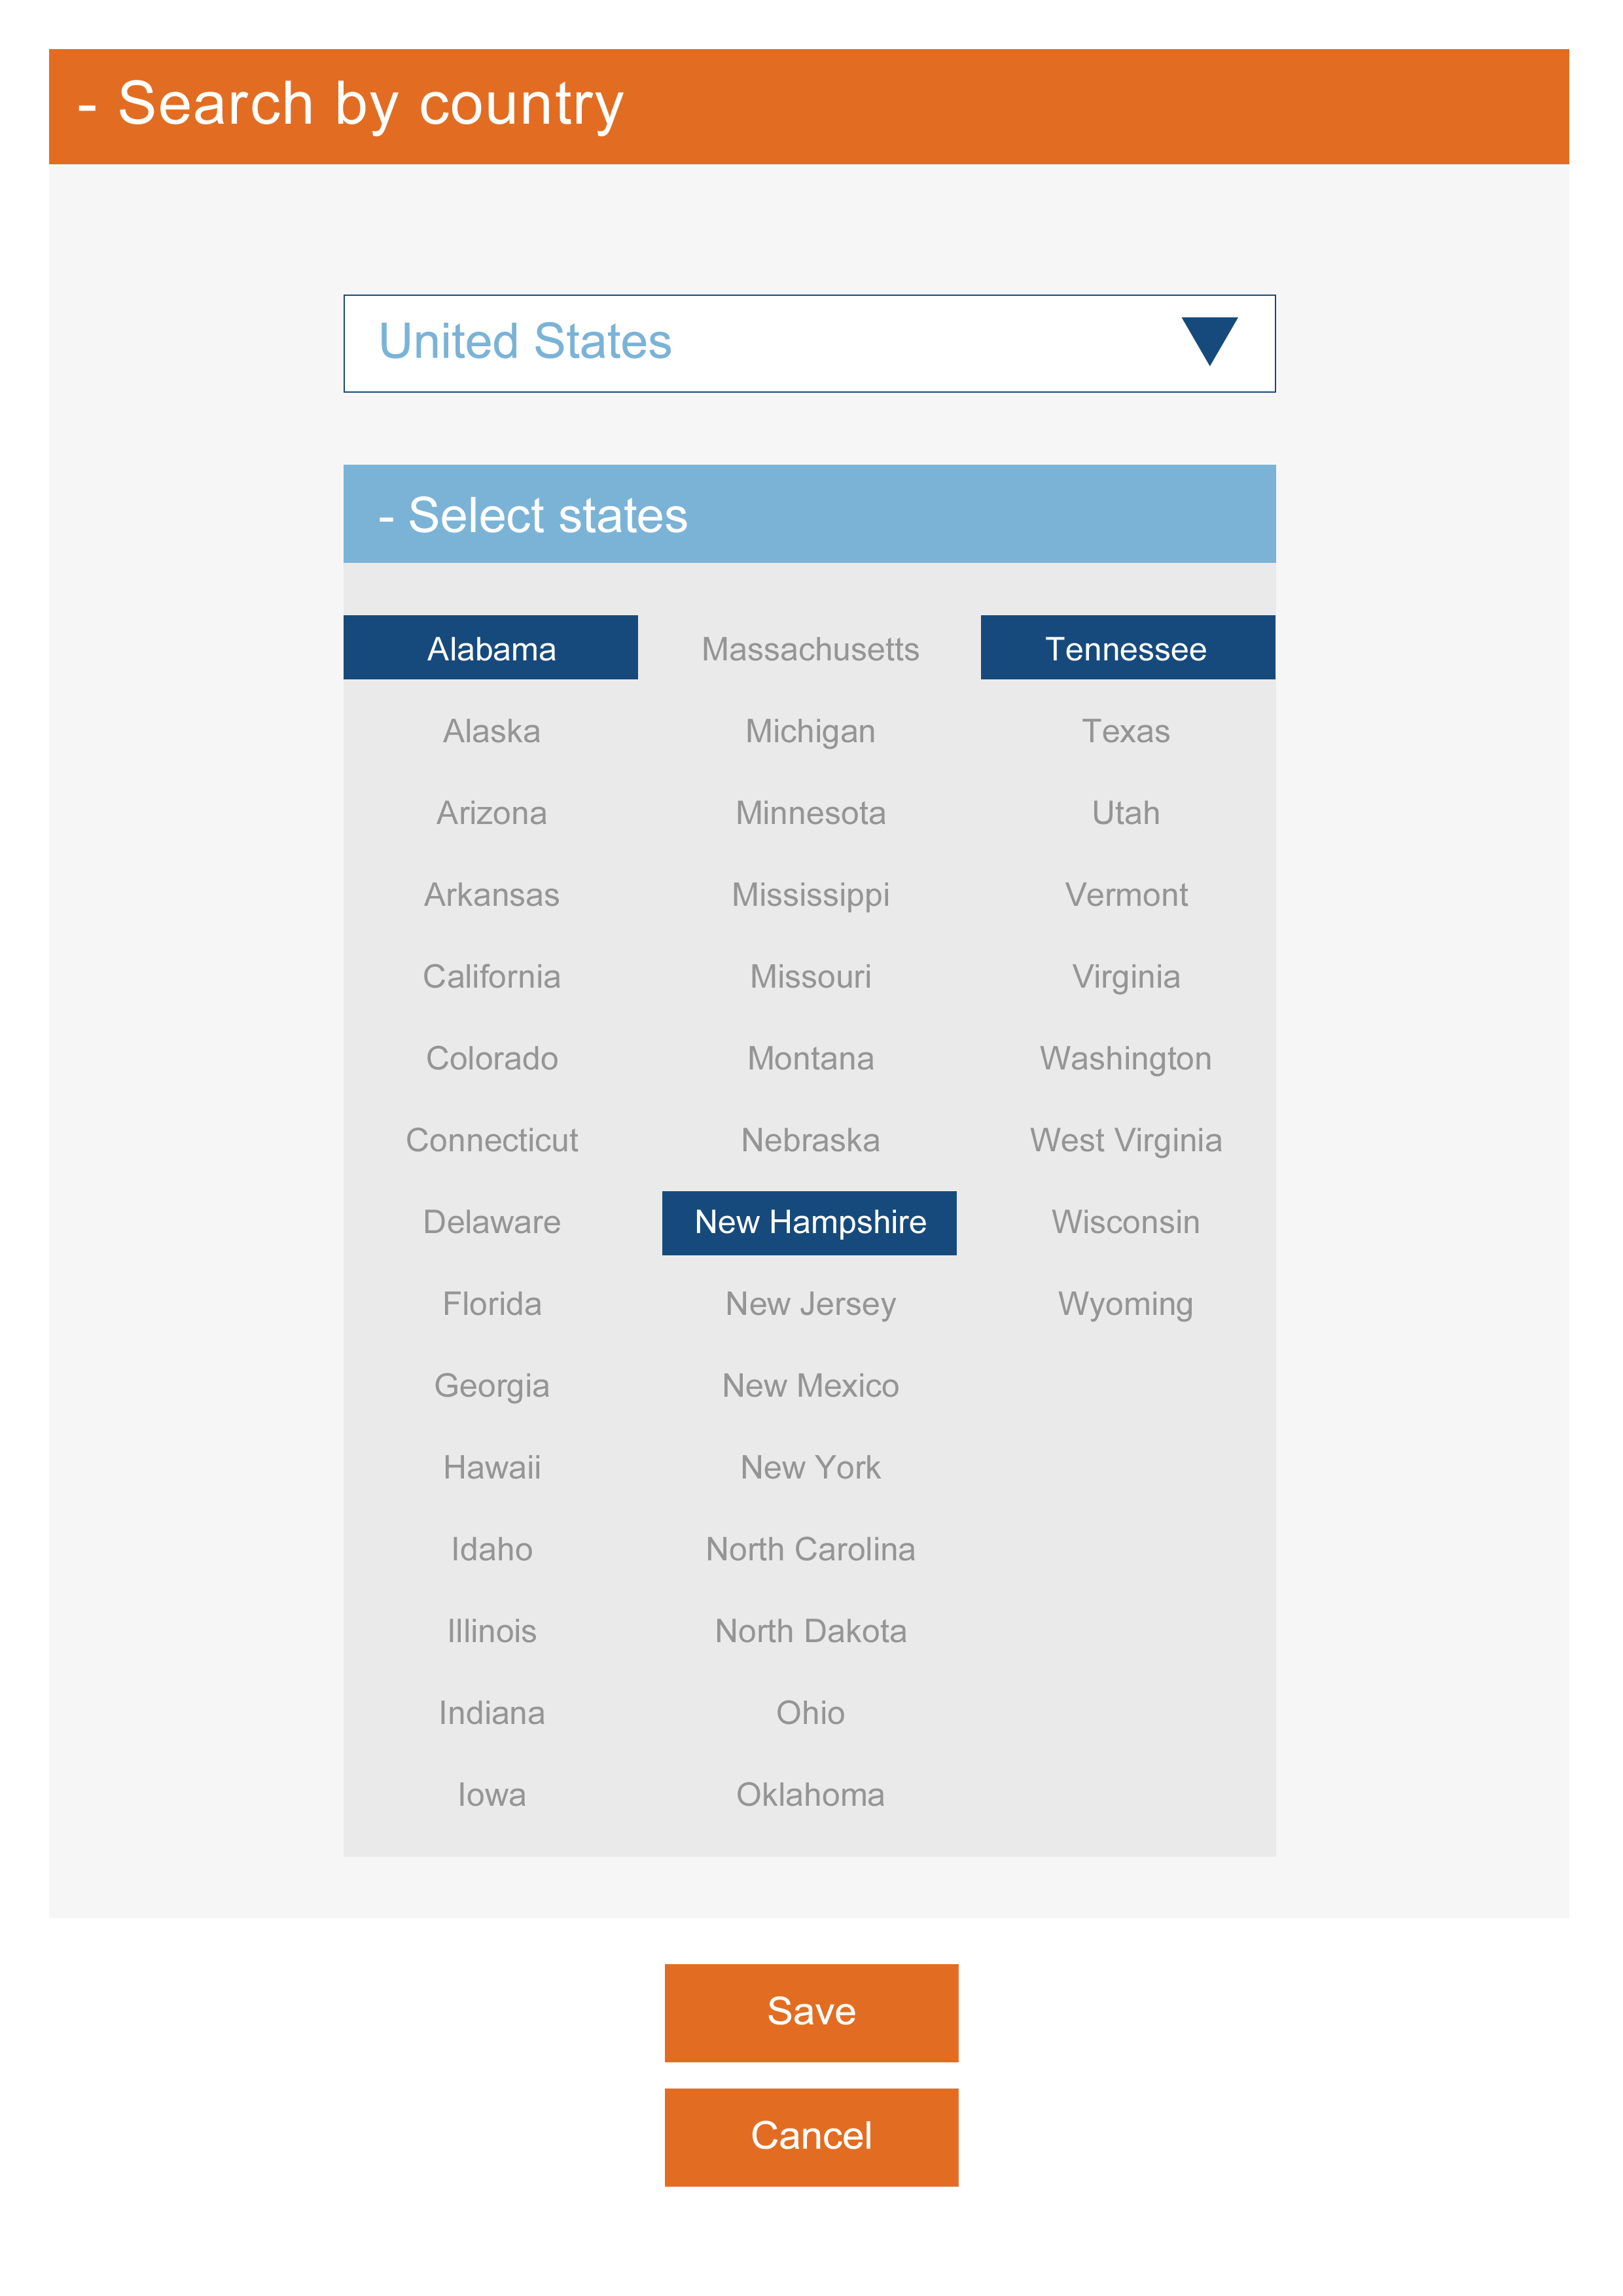 - Search by country
United States
- Select states
Alabama
Massachusetts
Tennessee
Alaska
Michigan
Texas
Arizona
Minnesota
Utah
Arkansas
Mississippi
Vermont
California
Missouri
Virginia
Colorado
Montana
Washington
Connecticut
Nebraska
West Virginia
Delaware
New Hampshire
Wisconsin
Florida
New Jersey
Wyoming
Georgia
New Mexico
Hawaii
New York
Idaho
North Carolina
Illinois
North Dakota
Indiana
Ohio
Iowa
Oklahoma
Save
Cancel